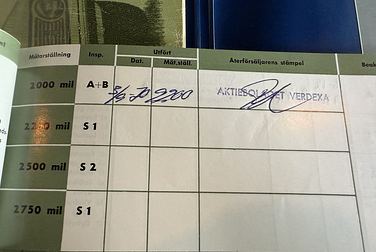 Utfört
Mätarställning Insp. Dat. Mät.ställ. Återförsäljarens stämpel
2000 mil A+B 2200 AKTIEBOLAGET VERDEXA
2250 mil S 1
2500 mil S 2
2750 mil S 1